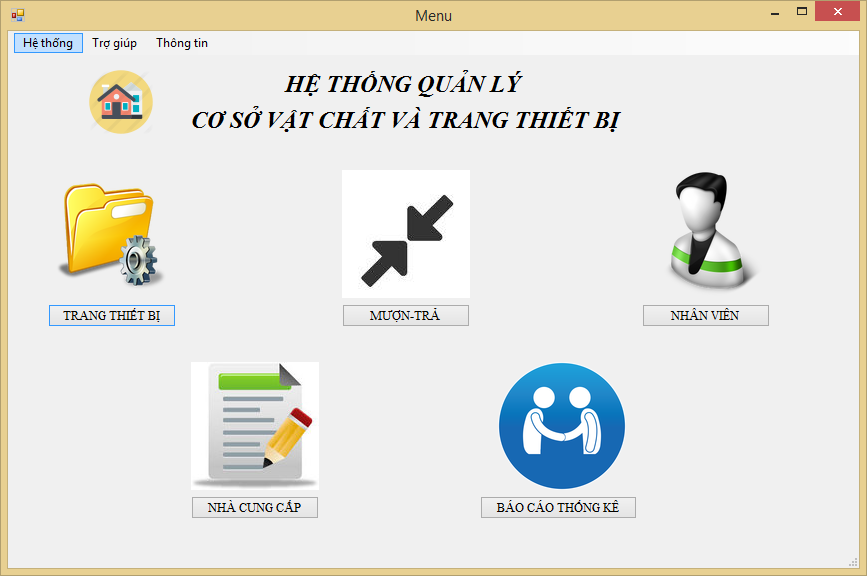 Menu
Hệ thống Trợ giúp Thông tin
HỆ THỐNG QUẢN LÝ
CƠ SỞ VẬT CHẤT VÀ TRANG THIẾT BỊ
TRANG THIẾT BỊ
MƯỢN-TRẢ
NHÂN VIÊN
NHÀ CUNG CẤP
BÁO CÁO THỐNG KÊ